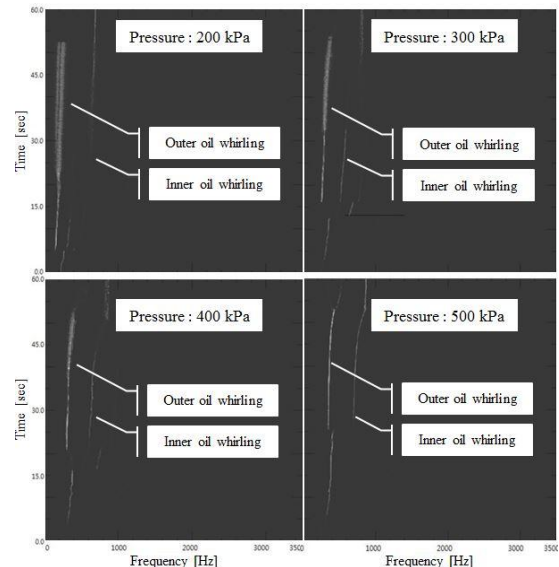 60.0
Pressure : 200 kPa
Pressure : 300 kPa
45.0
Time [sec]
30.0
Outer oil whirling
Outer oil whirling
Inner oil whirling
Inner oil whirling
15.0
0.0
60.0
Pressure : 400 kPa
Pressure : 500 kPa
45.0
Time [sec]
30.0
Outer oil whirling
Outer oil whirling
Inner oil whirling
Inner oil whirling
15.0
0.0
0 1000 2000 3000 3500
1000 2000 3000 3500
Frequency [Hz]
Frequency [Hz]